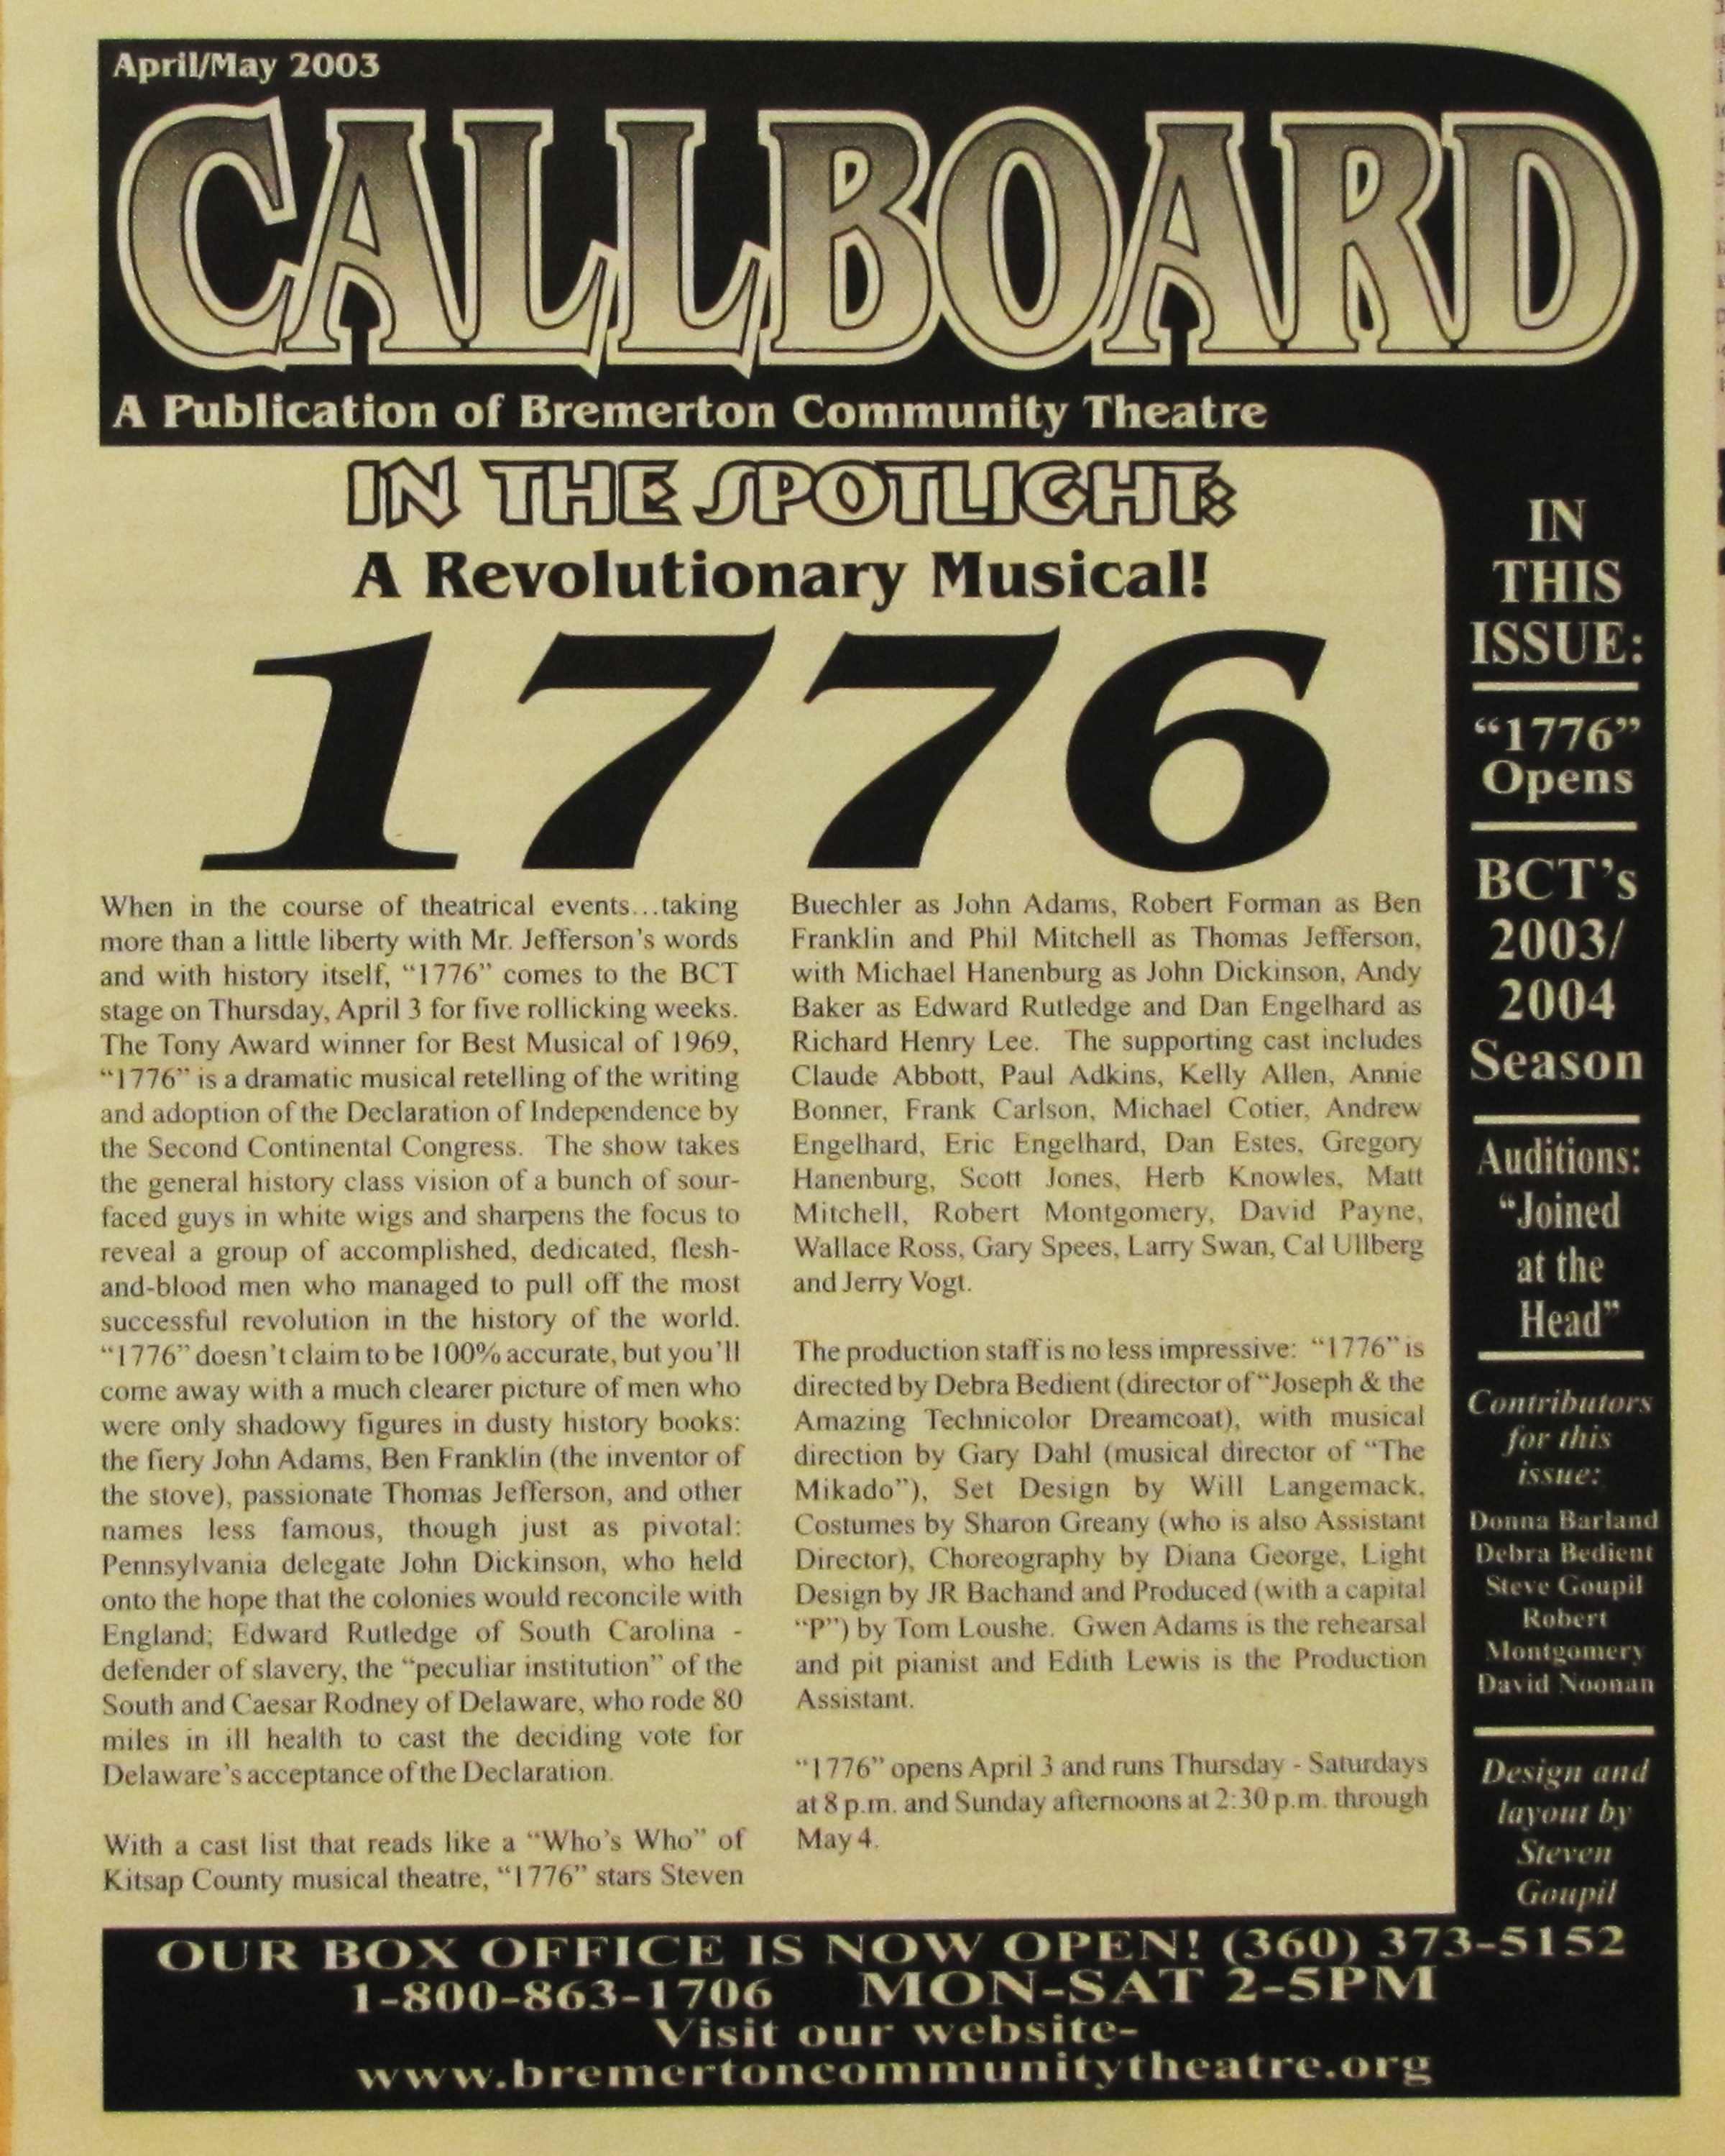 April/May 2003
CALLBOARD
A Publication of Bremerton Community Theatre
IN THE SPOTLIGHT:
A Revolutionary Musical!
1776
When in the course of theatrical events...taking
more than a little liberty with Mr. Jefferson's words
and with history itself, "1776" comes to the BCT
stage on Thursday, April 3 for five rollicking weeks.
The Tony Award winner for Best Musical of 1969,
"1776" is a dramatic musical retelling of the writing
and adoption of the Declaration of Independence by
the Second Continental Congress. The show takes
the general history class vision of a bunch of sour-
faced guys in white wigs and sharpens the focus to
reveal a group of accomplished, dedicated, flesh-
and-blood men who managed to pull off the most
successful revolution in the history of the world.
"1776" doesn't claim to be 100% accurate, but you'll
come away with a much clearer picture of men who
were only shadowy figures in dusty history books:
the fiery John Adams, Ben Franklin (the inventor of
the stove), passionate Thomas Jefferson, and other
names less famous, though just as pivotal:
Pennsylvania delegate John Dickinson, who held
onto the hope that the colonies would reconcile with
England; Edward Rutledge of South Carolina -
defender of slavery, the "peculiar institution" of the
South and Caesar Rodney of Delaware, who rode 80
miles in ill health to cast the deciding vote for
Delaware's acceptance of the Declaration.
With a cast list that reads like a "Who's Who" of
Kitsap County musical theatre, "1776" stars Steven
Buechler as John Adams, Robert Forman as Ben
Franklin and Phil Mitchell as Thomas Jefferson,
with Michael Hanenburg as John Dickinson, Andy
Baker as Edward Rutledge and Dan Engelhard as
Richard Henry Lee. The supporting cast includes
Claude Abbott, Paul Adkins, Kelly Allen, Annie
Bonner, Frank Carlson, Michael Cotier, Andrew
Engelhard, Eric Engelhard, Dan Estes, Gregory
Hanenburg, Scott Jones, Herb Knowles, Matt
Mitchell, Robert Montgomery, David Payne,
Wallace Ross, Gary Spees, Larry Swan, Cal Ullberg
and Jerry Vogt.
The production staff is no less impressive: "1776" is
directed by Debra Bedient (director of "Joseph & the
Amazing Technicolor Dreamcoat), with musical
direction by Gary Dahl (musical director of "The
Mikado"), Set Design by Will Langemack,
Costumes by Sharon Greany (who is also Assistant
Director), Choreography by Diana George, Light
Design by JR Bachand and Produced (with a capital
"P") by Tom Loushe. Gwen Adams is the rehearsal
and pit pianist and Edith Lewis is the Production
Assistant.
"1776" opens April 3 and runs Thursday - Saturdays
at 8 p.m. and Sunday afternoons at 2:30 p.m. through
May 4.
IN
THIS
ISSUE:
"1776"
Opens
BCT's
2003/
2004
Season
Auditions:
"Joined
at the
Head"
Contributors
for this
issue:
Donna Barland
Debra Bedient
Steve Goupil
Robert
Montgomery
David Noonan
Design and
layout by
Steven
Goupil
OUR BOX OFFICE IS NOW OPEN! (360) 373-5152
1-800-863-1706 MON-SAT 2-5PM
Visit our website-
www.bremertoncommunitytheatre.org